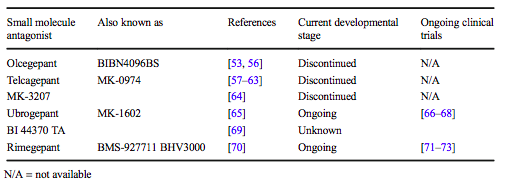 Small molecule antagonist Also known as References Current developmental stage Ongoing clinical trials
Olcegepant BIBN4096BS [53, 56] Discontinued N/A
Telcagepant MK-0974 [57–63] Discontinued N/A
MK-3207 [64] Discontinued N/A
Ubrogepant MK-1602 [65] Ongoing [66–68]
BI 44370 TA [69] Unknown
Rimegepant BMS-927711 BHV3000 [70] Ongoing [71–73]
N/A = not available